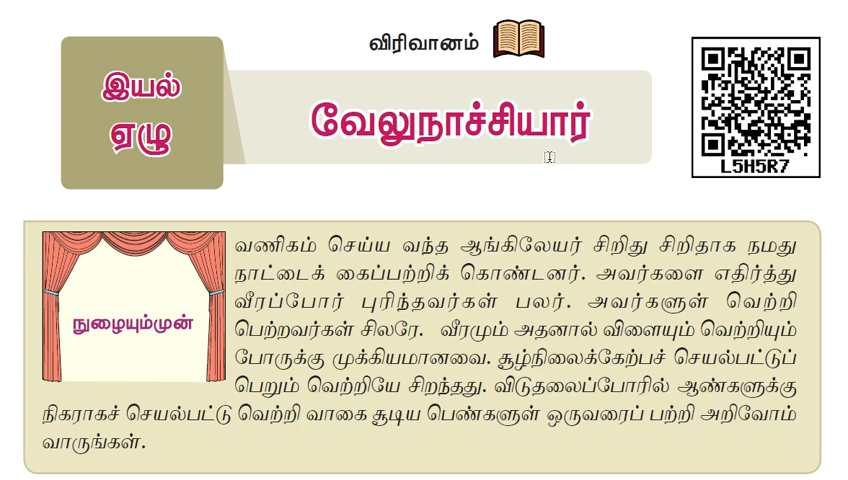 விரிவானம்
இயல்
ஏழு
வேலுநாச்சியார்
L5H5R7
நுழையும்முன்
வணிகம் செய்ய வந்த ஆங்கிலேயர் சிறிது சிறிதாக நமது
நாட்டைக் கைப்பற்றிக் கொண்டனர். அவர்களை எதிர்த்து
வீரப்போர் புரிந்தவர்கள் பலர். அவர்களுள் வெற்றி
பெற்றவர்கள் சிலரே. வீரமும் அதனால் விளையும் வெற்றியும்
போருக்கு முக்கியமானவை. சூழ்நிலைக்கேற்பச் செயல்பட்டுப்
பெறும் வெற்றியே சிறந்தது. விடுதலைப்போரில் ஆண்களுக்கு
நிகராகச் செயல்பட்டு வெற்றி வாகை சூடிய பெண்களுள் ஒருவரைப் பற்றி அறிவோம்
வாருங்கள்.